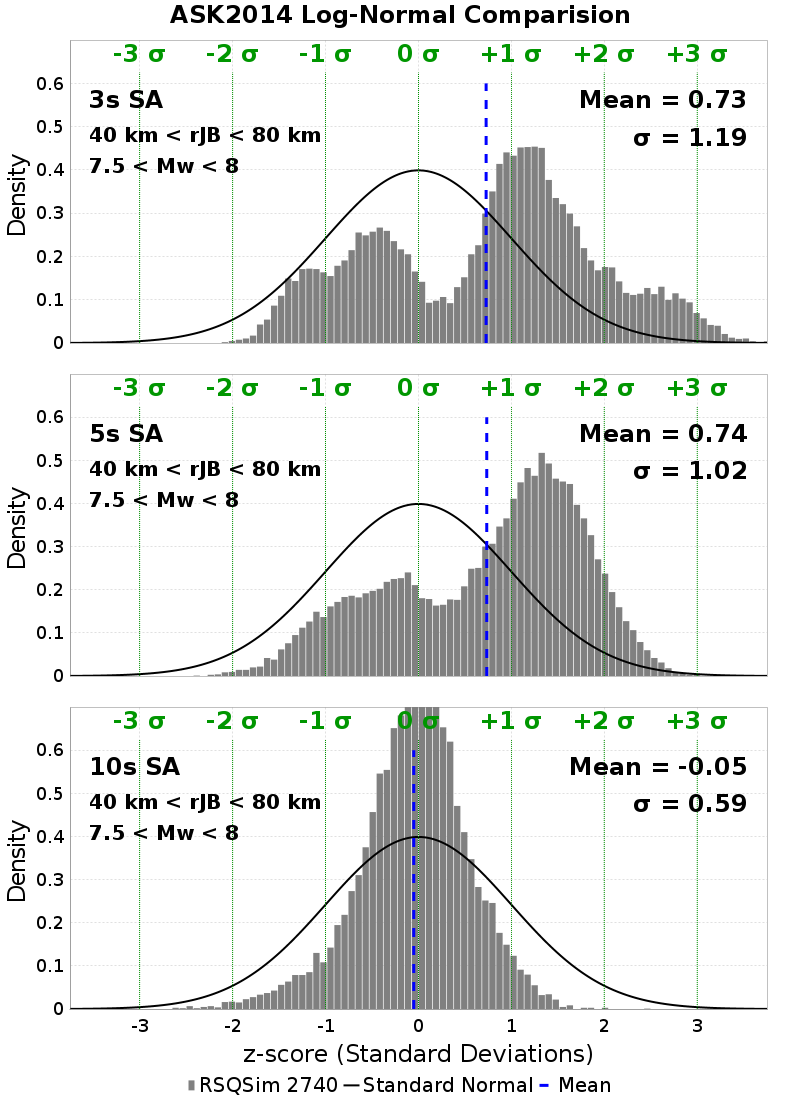 ASK2014 Log-Normal Comparision
-3 σ -2 σ -1 σ 0 σ +1 σ +2 σ +3 σ
3s SA
40 km < rJB < 80 km
7.5 < Mw < 8
Mean = 0.73
σ = 1.19
Density
0.6
0.5
0.4
0.3
0.2
0.1
0
-3 σ -2 σ -1 σ 0 σ +1 σ +2 σ +3 σ
5s SA
40 km < rJB < 80 km
7.5 < Mw < 8
Mean = 0.74
σ = 1.02
Density
0.6
0.5
0.4
0.3
0.2
0.1
0
-3 σ -2 σ -1 σ 0 σ +1 σ +2 σ +3 σ
10s SA
40 km < rJB < 80 km
7.5 < Mw < 8
Mean = -0.05
σ = 0.59
Density
0.6
0.5
0.4
0.3
0.2
0.1
0
-3 -2 -1 0 1 2 3
z-score (Standard Deviations)
RSQSim 2740 Standard Normal Mean